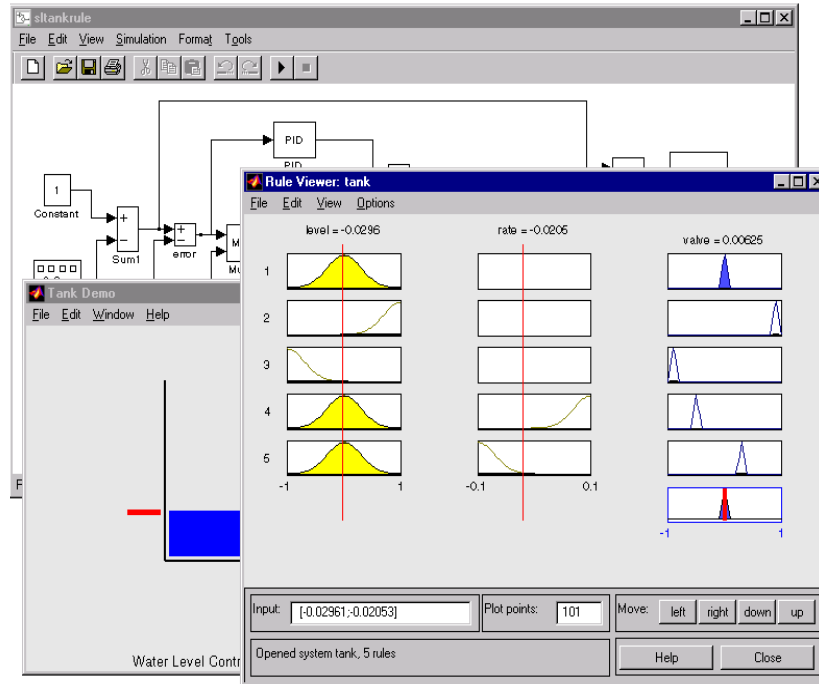 sltankrule
File Edit View Simulation Format Tools
PID
PID
1
Constant
+
−
Sum1
+
−
error
M
Mu
Rule Viewer: tank
File Edit View Options
level = -0.0296
rate = -0.0205
valve = 0.00625
1
2
3
4
5
-1 1
-0.1 0.1
-1 1
Input: [-0.02961;-0.02053]
Plot points: 101
Move: left right down up
Opened system tank, 5 rules
Help Close
Tank Demo
File Edit Window Help
Water Level Contr